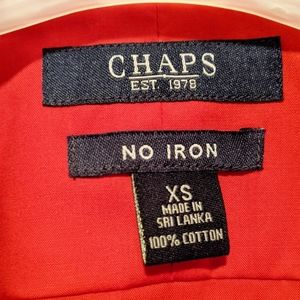 CHAPS
EST. 1978
NO IRON
XS
MADE IN
SRI LANKA
100% COTTON